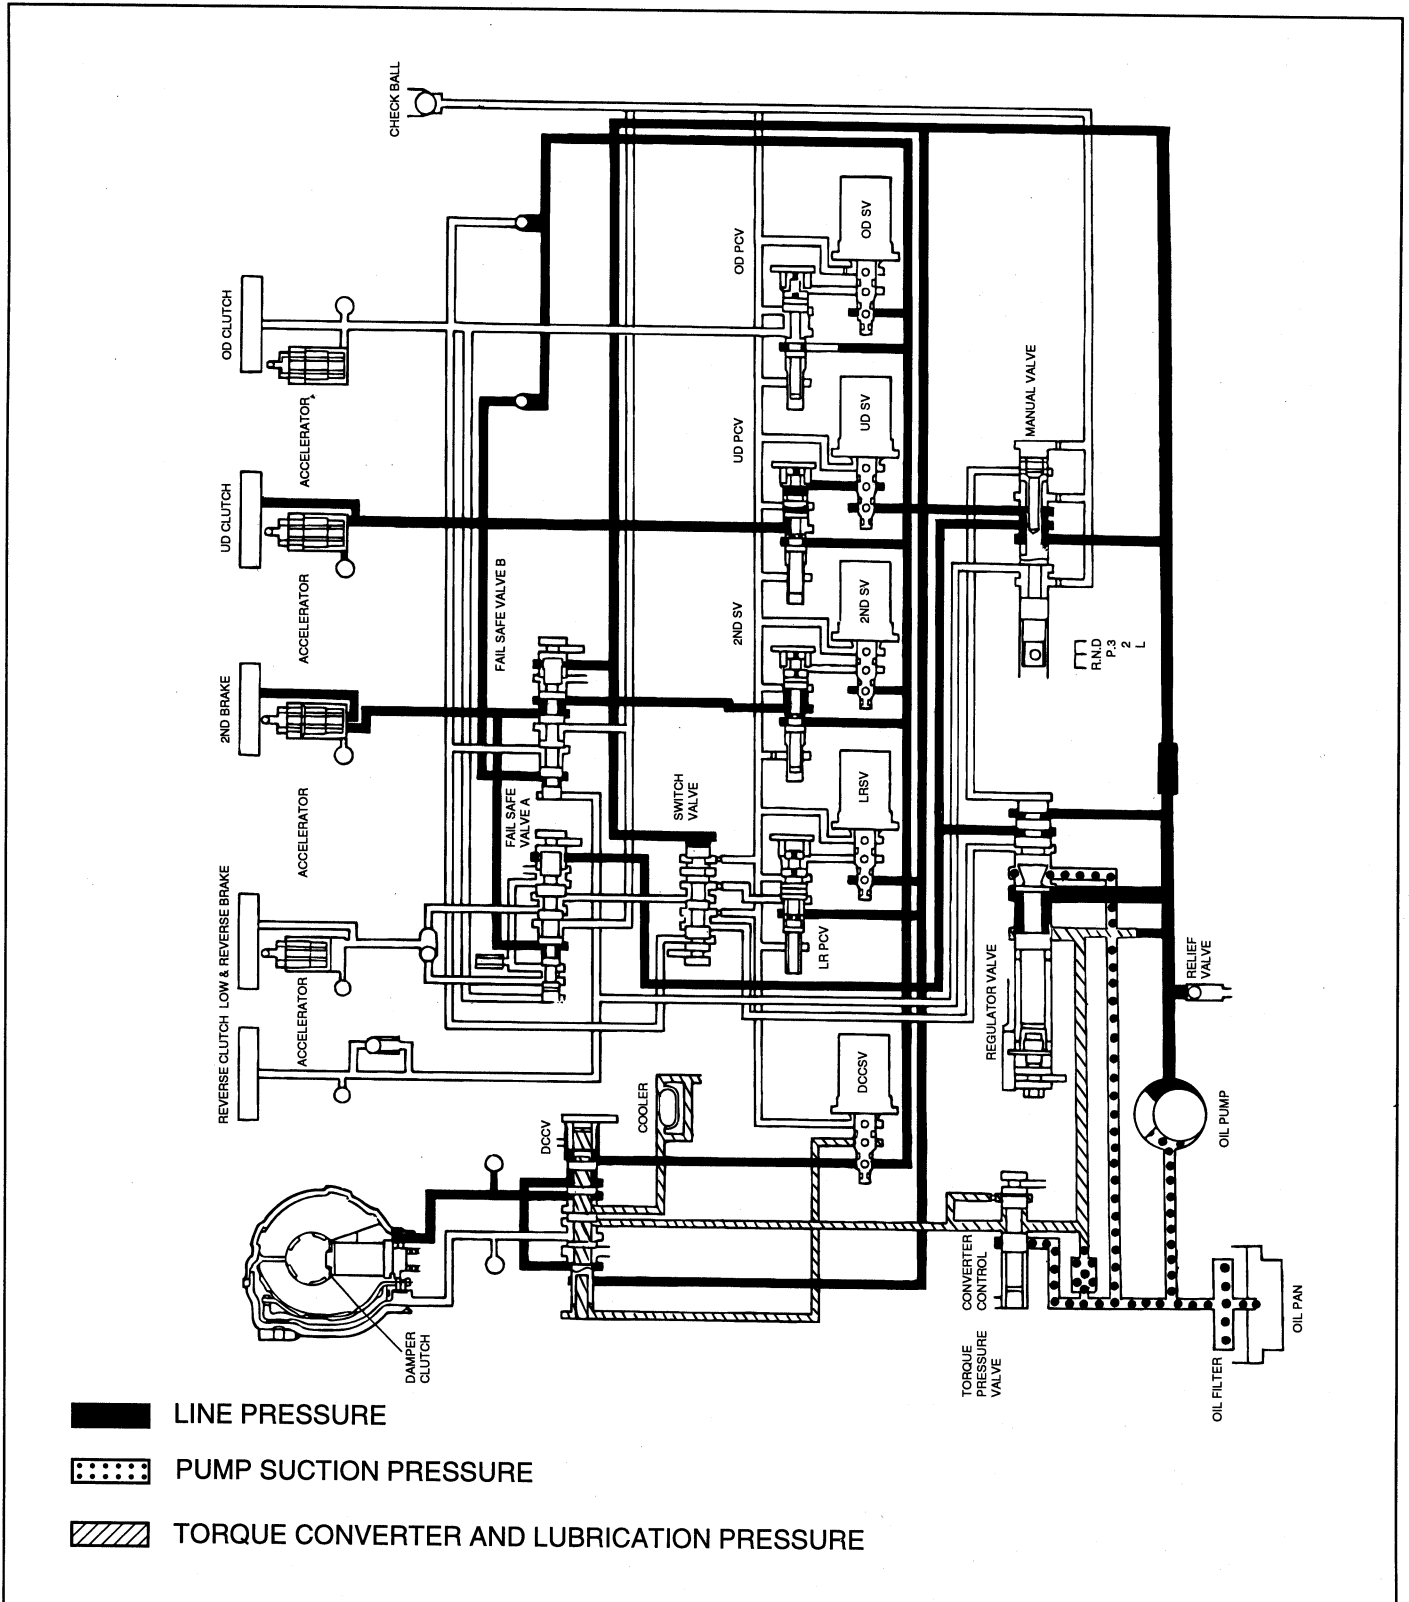 CHECK BALL
OD CLUTCH
ACCELERATOR
UD CLUTCH
ACCELERATOR
2ND BRAKE
ACCELERATOR
LOW & REVERSE BRAKE
ACCELERATOR
REVERSE CLUTCH
FAIL SAFE VALVE B
FAIL SAFE
VALVE A
SWITCH
VALVE
OD PCV
OD SV
UD PCV
UD SV
2ND SV
2ND SV
LRSV
LR PCV
DCCSV
MANUAL VALVE
R.N.D
P.3
2
L
REGULATOR VALVE
RELIEF
VALVE
OIL PUMP
COOLER
DCCV
DAMPER
CLUTCH
TORQUE CONVERTER
PRESSURE CONTROL
VALVE
OIL FILTER
OIL PAN
LINE PRESSURE
PUMP SUCTION PRESSURE
TORQUE CONVERTER AND LUBRICATION PRESSURE